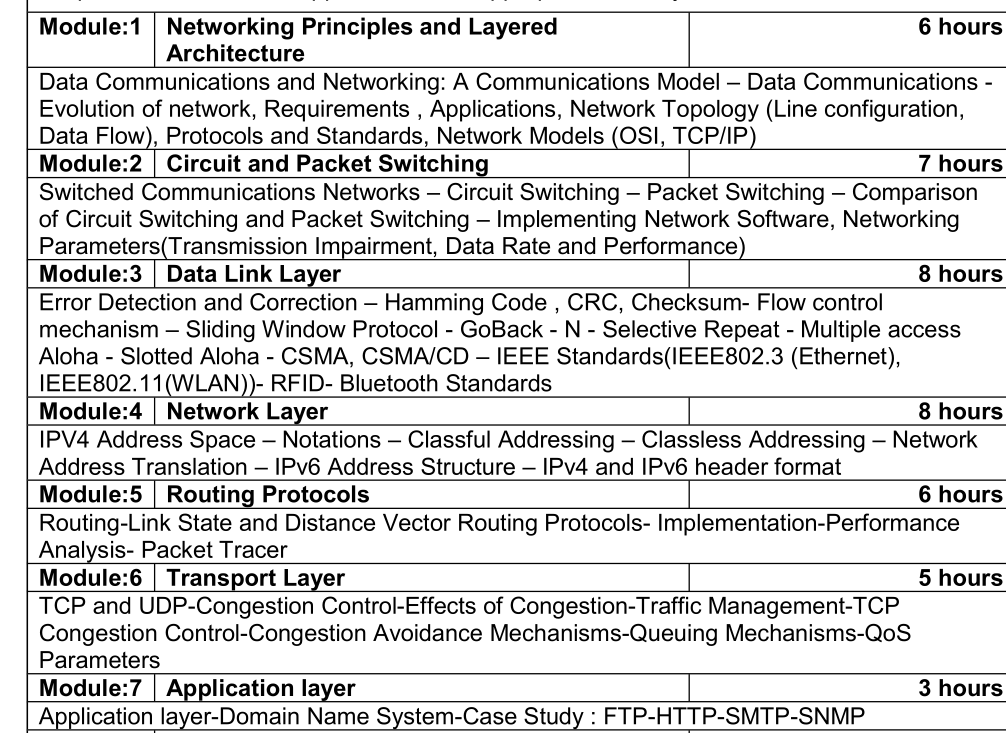 Module:1 Networking Principles and Layered Architecture 6 hours
Data Communications and Networking: A Communications Model – Data Communications -
Evolution of network, Requirements , Applications, Network Topology (Line configuration,
Data Flow), Protocols and Standards, Network Models (OSI, TCP/IP)
Module:2 Circuit and Packet Switching 7 hours
Switched Communications Networks – Circuit Switching – Packet Switching – Comparison
of Circuit Switching and Packet Switching – Implementing Network Software, Networking
Parameters(Transmission Impairment, Data Rate and Performance)
Module:3 Data Link Layer 8 hours
Error Detection and Correction – Hamming Code , CRC, Checksum- Flow control
mechanism – Sliding Window Protocol - GoBack - N - Selective Repeat - Multiple access
Aloha - Slotted Aloha - CSMA, CSMA/CD – IEEE Standards(IEEE802.3 (Ethernet),
IEEE802.11(WLAN))- RFID- Bluetooth Standards
Module:4 Network Layer 8 hours
IPV4 Address Space – Notations – Classful Addressing – Classless Addressing – Network
Address Translation – IPv6 Address Structure – IPv4 and IPv6 header format
Module:5 Routing Protocols 6 hours
Routing-Link State and Distance Vector Routing Protocols- Implementation-Performance
Analysis- Packet Tracer
Module:6 Transport Layer 5 hours
TCP and UDP-Congestion Control-Effects of Congestion-Traffic Management-TCP
Congestion Control-Congestion Avoidance Mechanisms-Queuing Mechanisms-QoS
Parameters
Module:7 Application layer 3 hours
Application layer-Domain Name System-Case Study : FTP-HTTP-SMTP-SNMP